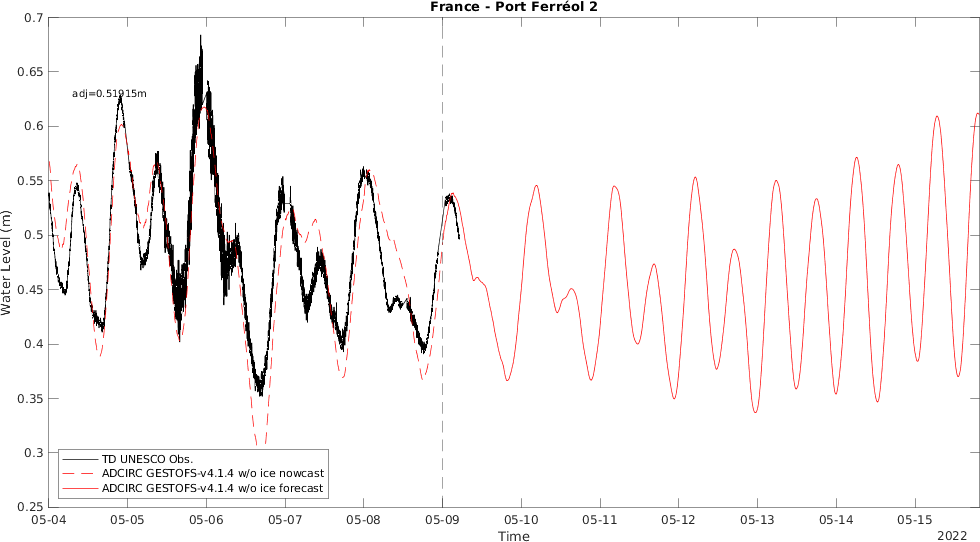 France - Port Ferréol 2
0.7
0.65
0.6
0.55
0.5
0.45
0.4
0.35
0.3
0.25
Water Level (m)
adj=0.51915m
TD UNESCO Obs.
ADCIRC GESTOFS-v4.1.4 w/o ice nowcast
ADCIRC GESTOFS-v4.1.4 w/o ice forecast
05-04 05-05 05-06 05-07 05-08 05-09 05-10 05-11 05-12 05-13 05-14 05-15
2022
Time